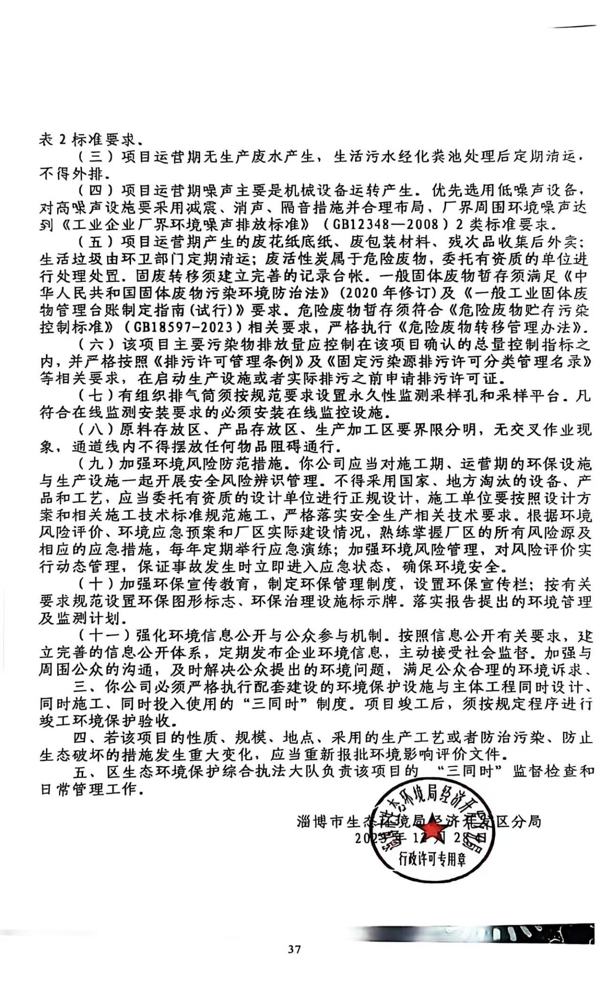 表 2 标准要求。
（三）项目运营期无生产废水产生，生活污水经化粪池处理后定期清运，
不得外排。
（四）项目运营期噪声主要是机械设备运转产生。优先选用低噪声设备，
对高噪声设施要采用减震、消声、隔音措施并合理布局，厂界周围环境噪声达
到《工业企业厂界环境噪声排放标准》（GB12348—2008）2 类标准要求。
（五）项目运营期产生的废花纸底纸、废包装材料、残次品收集后外卖；
生活垃圾由环卫部门定期清运；废活性炭属于危险废物，委托有资质的单位进
行处理处置。固废转移须建立完善的记录台帐。一般固体废物暂存须满足《中
华人民共和国固体废物污染环境防治法》(2020 年修订)及《一般工业固体废
物管理台账制定指南(试行)》要求。危险废物暂存须符合《危险废物贮存污染
控制标准》（GB18597-2023）相关要求，严格执行《危险废物转移管理办法》。
（六）该项目主要污染物排放量应控制在该项目确认的总量控制指标之
内，并严格按照《排污许可管理条例》及《固定污染源排污许可分类管理名录》
等相关要求，在启动生产设施或者实际排污之前申请排污许可证。
（七）有组织排气筒须按规范要求设置永久性监测采样孔和采样平台。凡
符合在线监测安装要求的必须安装在线监控设施。
（八）原料存放区、产品存放区、生产加工区要界限分明，无交叉作业现
象，通道线内不得摆放任何物品阻碍通行。
（九）加强环境风险防范措施。你公司应当对施工期、运营期的环保设施
与生产设施一起开展安全风险辨识管理。不得采用国家、地方淘汰的设备、产
品和工艺，应当委托有资质的设计单位进行正规设计，施工单位要按照设计方
案和相关施工技术标准规范施工，严格落实安全生产相关技术要求。根据环境
风险评价、环境应急预案和厂区实际建设情况，熟练掌握厂区的所有风险源及
相应的应急措施，每年定期举行应急演练；加强环境风险管理，对风险评价实
行动态管理，保证事故发生时立即进入应急状态，确保环境安全。
（十）加强环保宣传教育，制定环保管理制度，设置环保宣传栏；按有关
要求规范设置环保图形标志、环保治理设施标示牌。落实报告提出的环境管理
及监测计划。
（十一）强化环境信息公开与公众参与机制。按照信息公开有关要求，建
立完善的信息公开体系，定期发布企业环境信息，主动接受社会监督。加强与
周围公众的沟通，及时解决公众提出的环境问题，满足公众合理的环境诉求。
三、你公司必须严格执行配套建设的环境保护设施与主体工程同时设计、
同时施工、同时投入使用的“三同时”制度。项目竣工后，须按规定程序进行
竣工环境保护验收。
四、若该项目的性质、规模、地点、采用的生产工艺或者防治污染、防止
生态破坏的措施发生重大变化，应当重新报批环境影响评价文件。
五、区生态环境保护综合执法大队负责该项目的 “三同时” 监督检查和
日常管理工作。
淄博市生态环境局经济开发区分局
2023 年 12 月 28 日
行政许可专用章
37